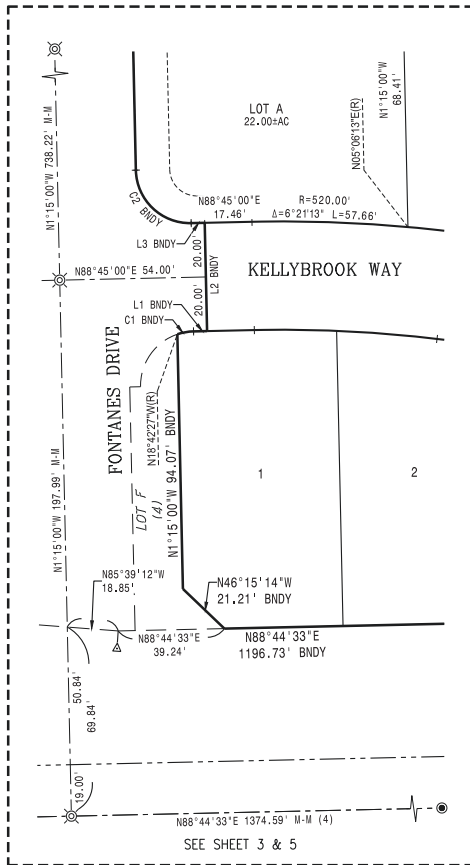 LOT A
22.00±AC
N1°15'00"W
68.41'
N05°06'13"E(R)
N1°15'00"W 738.22' M-M
C2 BNDY
N88°45'00"E
17.46'
R=520.00'
Δ=6°21'13" L=57.66'
L3 BNDY
20.00'
L2 BNDY
N88°45'00"E 54.00'
KELLYBROOK WAY
20.00'
L1 BNDY
C1 BNDY
FONTANES DRIVE
N18°42'27"W(R)
N1°15'00"W 94.07' BNDY
LOT F
(4)
N1°15'00"W 197.99' M-M
1
2
N85°39'12"W
18.85'
N46°15'14"W
21.21' BNDY
N88°44'33"E
39.24'
N88°44'33"E
1196.73' BNDY
50.84'
69.84'
19.00'
N88°44'33"E 1374.59' M-M (4)
SEE SHEET 3 & 5